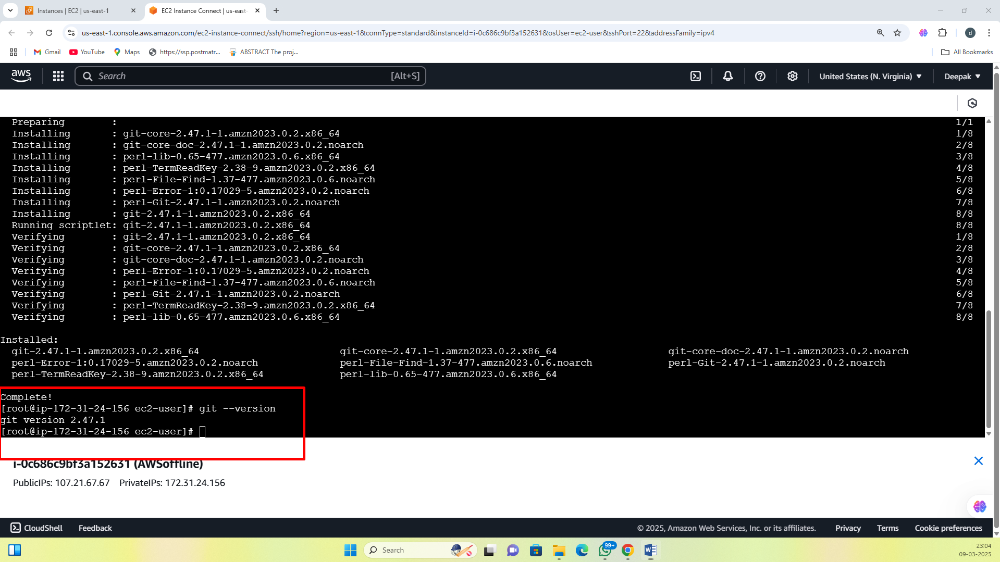 Instances | EC2 | us-east-1
EC2 Instance Connect | us-east-
us-east-1.console.aws.amazon.com/ec2-instance-connect/ssh/home?region=us-east-1&connType=standard&instanceId=i-0c686c9bf3a152631&osUser=ec2-user&sshPort=22&addressFamily=ipv4
d
Gmail YouTube Maps https://ssp.postmatr... ABSTRACT The proj... All Bookmarks
aws Search [Alt+S] United States (N. Virginia) Deepak
Preparing : 1/1
Installing : git-core-2.47.1-1.amzn2023.0.2.x86_64 1/8
Installing : git-core-doc-2.47.1-1.amzn2023.0.2.noarch 2/8
Installing : perl-lib-0.65-477.amzn2023.0.6.x86_64 3/8
Installing : perl-TermReadKey-2.38-9.amzn2023.0.2.x86_64 4/8
Installing : perl-File-Find-1.37-477.amzn2023.0.6.noarch 5/8
Installing : perl-Error-1:0.17029-5.amzn2023.0.2.noarch 6/8
Installing : perl-Git-2.47.1-1.amzn2023.0.2.noarch 7/8
Installing : git-2.47.1-1.amzn2023.0.2.x86_64 8/8
Running scriptlet: git-2.47.1-1.amzn2023.0.2.x86_64 8/8
Verifying : git-2.47.1-1.amzn2023.0.2.x86_64 1/8
Verifying : git-core-2.47.1-1.amzn2023.0.2.x86_64 2/8
Verifying : git-core-doc-2.47.1-1.amzn2023.0.2.noarch 3/8
Verifying : perl-Error-1:0.17029-5.amzn2023.0.2.noarch 4/8
Verifying : perl-File-Find-1.37-477.amzn2023.0.6.noarch 5/8
Verifying : perl-Git-2.47.1-1.amzn2023.0.2.noarch 6/8
Verifying : perl-TermReadKey-2.38-9.amzn2023.0.2.x86_64 7/8
Verifying : perl-lib-0.65-477.amzn2023.0.6.x86_64 8/8
Installed:
git-2.47.1-1.amzn2023.0.2.x86_64 git-core-2.47.1-1.amzn2023.0.2.x86_64 git-core-doc-2.47.1-1.amzn2023.0.2.noarch
perl-Error-1:0.17029-5.amzn2023.0.2.noarch perl-File-Find-1.37-477.amzn2023.0.6.noarch perl-Git-2.47.1-1.amzn2023.0.2.noarch
perl-TermReadKey-2.38-9.amzn2023.0.2.x86_64 perl-lib-0.65-477.amzn2023.0.6.x86_64
Complete!
[root@ip-172-31-24-156 ec2-user]# git --version
git version 2.47.1
[root@ip-172-31-24-156 ec2-user]#
i-0c686c9bf3a152631 (AWSoffline)
PublicIPs: 107.21.67.67 PrivateIPs: 172.31.24.156
CloudShell Feedback © 2025, Amazon Web Services, Inc. or its affiliates. Privacy Terms Cookie preferences
Search 99+ 23:04
09-03-2025